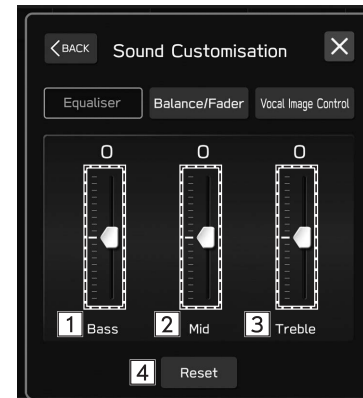 BACK Sound Customisation
Equaliser Balance/Fader Vocal Image Control
0 0 0
1 Bass 2 Mid 3 Treble
4 Reset